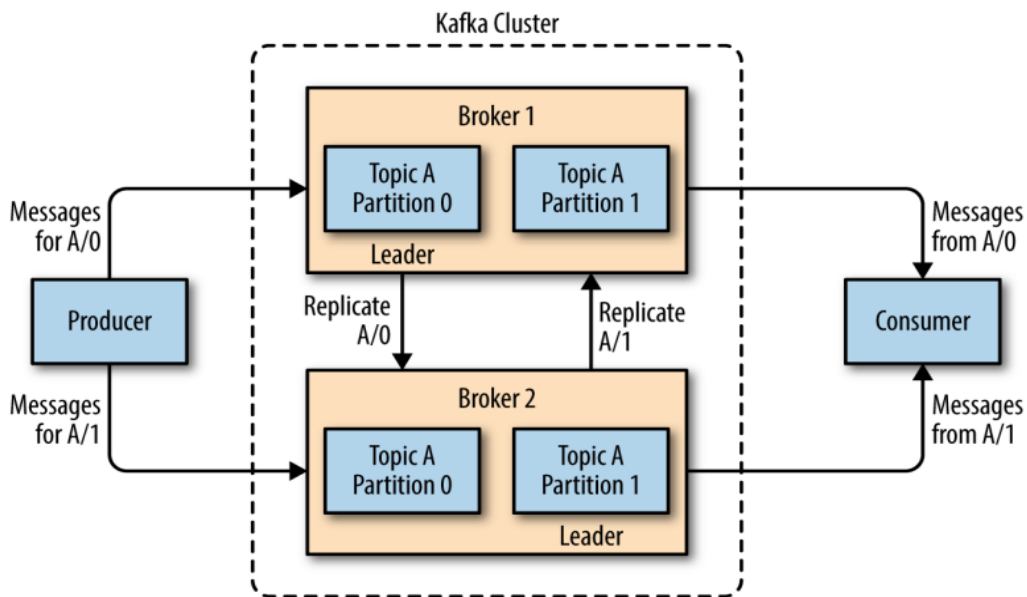 Kafka Cluster
Broker 1
Topic A
Partition 0
Topic A
Partition 1
Leader
Messages
for A/0
Messages
from A/0
Producer
Replicate
A/0
Replicate
A/1
Consumer
Messages
for A/1
Broker 2
Messages
from A/1
Topic A
Partition 0
Topic A
Partition 1
Leader